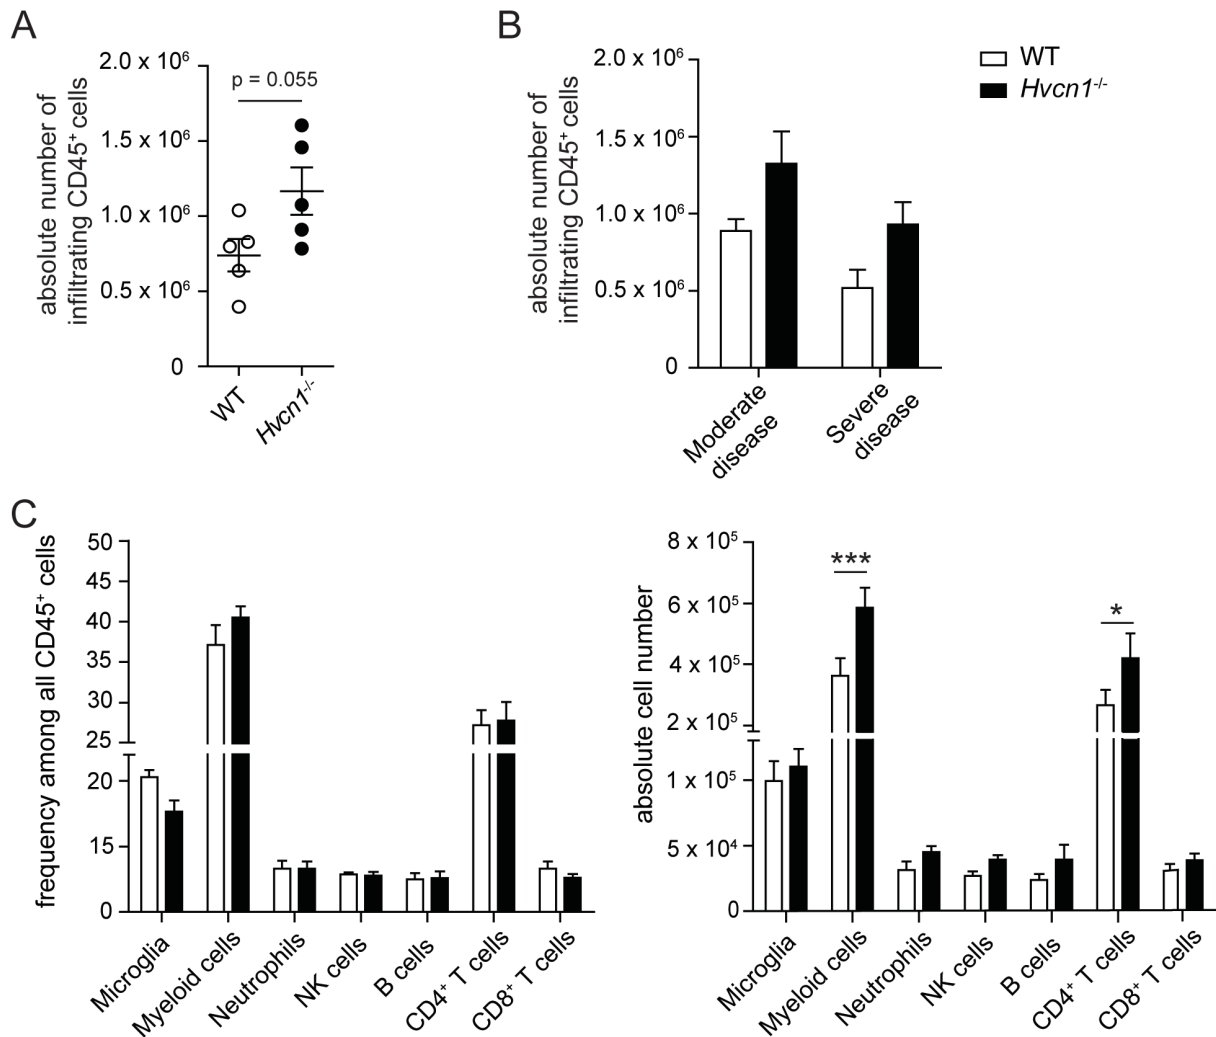 A
absolute number of
infiltrating CD45⁺ cells
2.0 x 10⁶
1.5 x 10⁶
1.0 x 10⁶
0.5 x 10⁶
0
p = 0.055
WT
Hvcn1⁻/⁻
B
absolute number of
infiltrating CD45⁺ cells
2.0 x 10⁶
1.5 x 10⁶
1.0 x 10⁶
0.5 x 10⁶
0
Moderate
disease
Severe
disease
WT
Hvcn1⁻/⁻
C
frequency among all CD45⁺ cells
50
45
40
35
30
25
20
15
0
Microglia
Myeloid cells
Neutrophils
NK cells
B cells
CD4⁺ T cells
CD8⁺ T cells
absolute cell number
8 x 10⁵
6 x 10⁵
4 x 10⁵
2 x 10⁵
1 x 10⁵
5 x 10⁴
0
***
*
Microglia
Myeloid cells
Neutrophils
NK cells
B cells
CD4⁺ T cells
CD8⁺ T cells